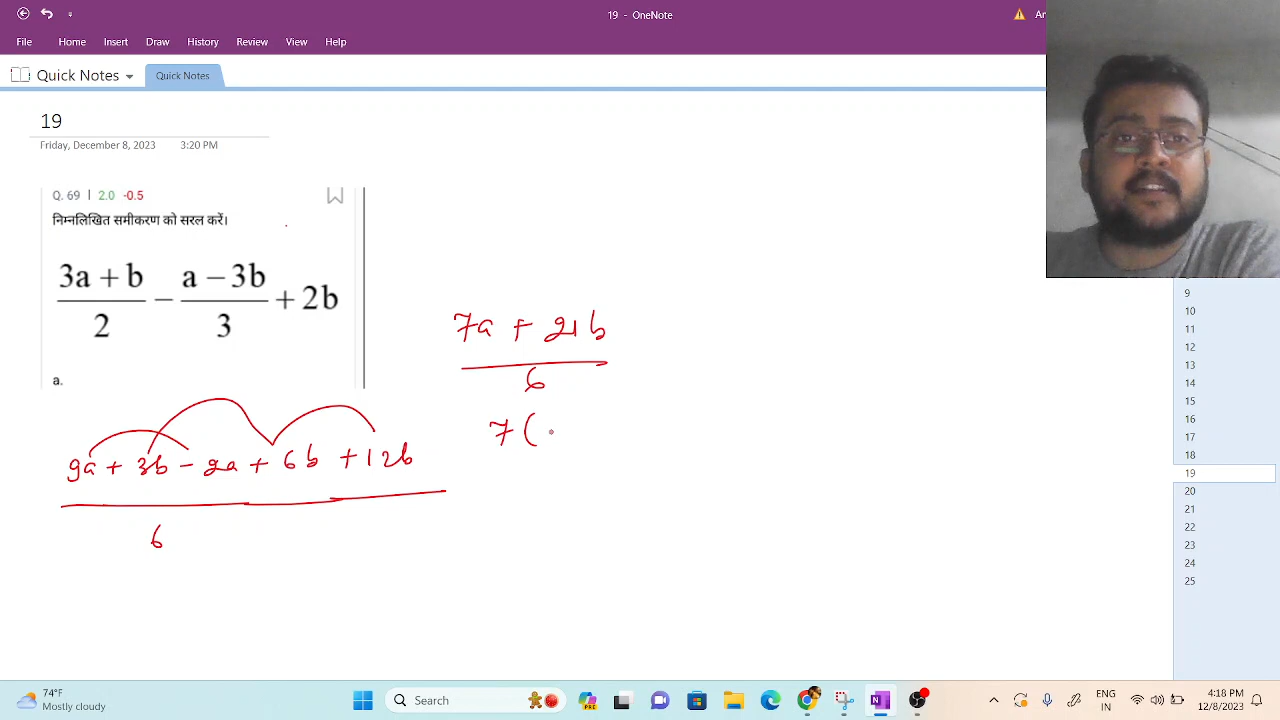 19 - OneNote
File Home Insert Draw History Review View Help
Quick Notes Quick Notes
19
Friday, December 8, 2023 3:20 PM
Q. 69 | 2.0 -0.5
निम्नलिखित समीकरण को सरल करें।
3a + b / 2 − a − 3b / 3 + 2b
a.
9a + 3b - 2a + 6b + 12b
6
7a + 21b
6
7 (
9
10
11
12
13
14
15
16
17
18
19
20
21
22
23
24
25
74°F
Mostly cloudy
Search
ENG
IN
4:18 PM
12/8/2023